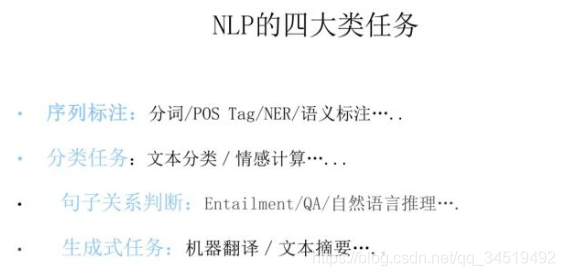 NLP的四大类任务
• 序列标注：分词/POS Tag/NER/语义标注…..
• 分类任务：文本分类/情感计算…...
• 句子关系判断：Entailment/QA/自然语言推理….
• 生成式任务：机器翻译/文本摘要…..
https://blog.csdn.net/qq_34519492